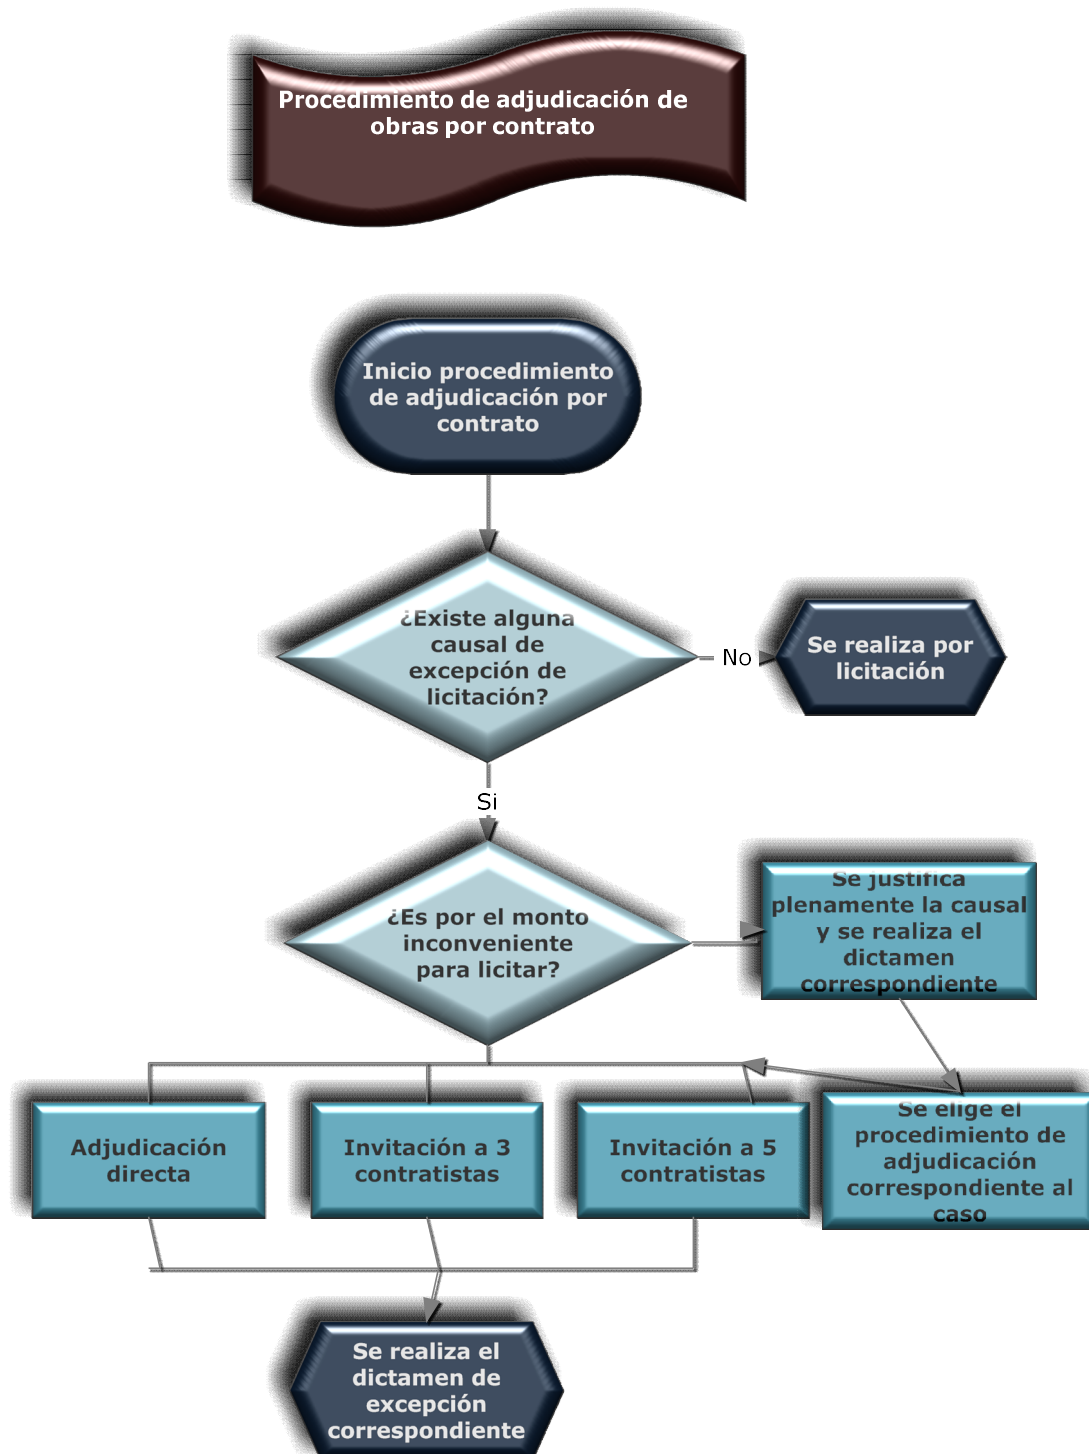 Procedimiento de adjudicación de
obras por contrato
Inicio procedimiento
de adjudicación por
contrato
¿Existe alguna
causal de
excepción de
licitación?
No
Se realiza por
licitación
Si
¿Es por el monto
inconveniente
para licitar?
Se justifica
plenamente la causal
y se realiza el
dictamen
correspondiente
Adjudicación
directa
Invitación a 3
contratistas
Invitación a 5
contratistas
Se elige el
procedimiento de
adjudicación
correspondiente al
caso
Se realiza el
dictamen de
excepción
correspondiente